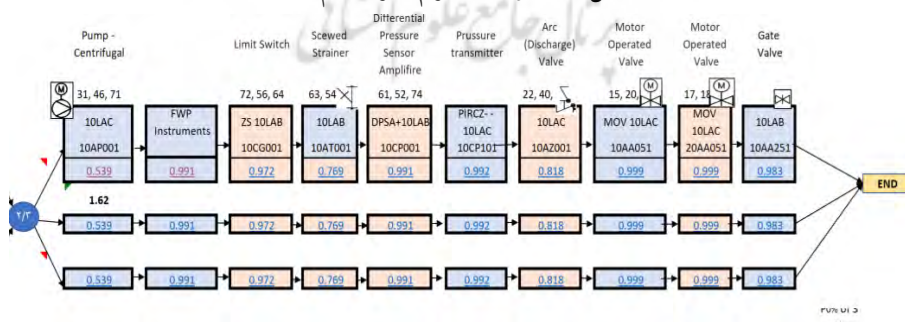 Pump -
Centrifugal
Limit Switch
Scewed
Strainer
Differential
Pressure
Sensor
Amplifire
Prussure
transmitter
Arc
(Discharge)
Valve
Motor
Operated
Valve
Motor
Operated
Valve
Gate
Valve
M
31, 46, 71
72, 56, 64
63, 54
61, 52, 74
22, 40,
15, 20,
M
17, 18
M
10LAC
10AP001
0.539
FWP
Instruments
0.991
ZS 10LAB
10CG001
0.972
10LAB
10AT001
0.769
DPSA+10LAB
10CP001
0.991
PIRCZ--
10LAC
10CP101
0.992
10LAC
10AZ001
0.818
MOV 10LAC
10AA051
0.999
MOV
10LAC
20AA051
0.999
10LAB
10AA251
0.983
END
1.62
۲/۳
0.539 0.991 0.972 0.769 0.991 0.992 0.818 0.999 0.999 0.983
0.539 0.991 0.972 0.769 0.991 0.992 0.818 0.999 0.999 0.983